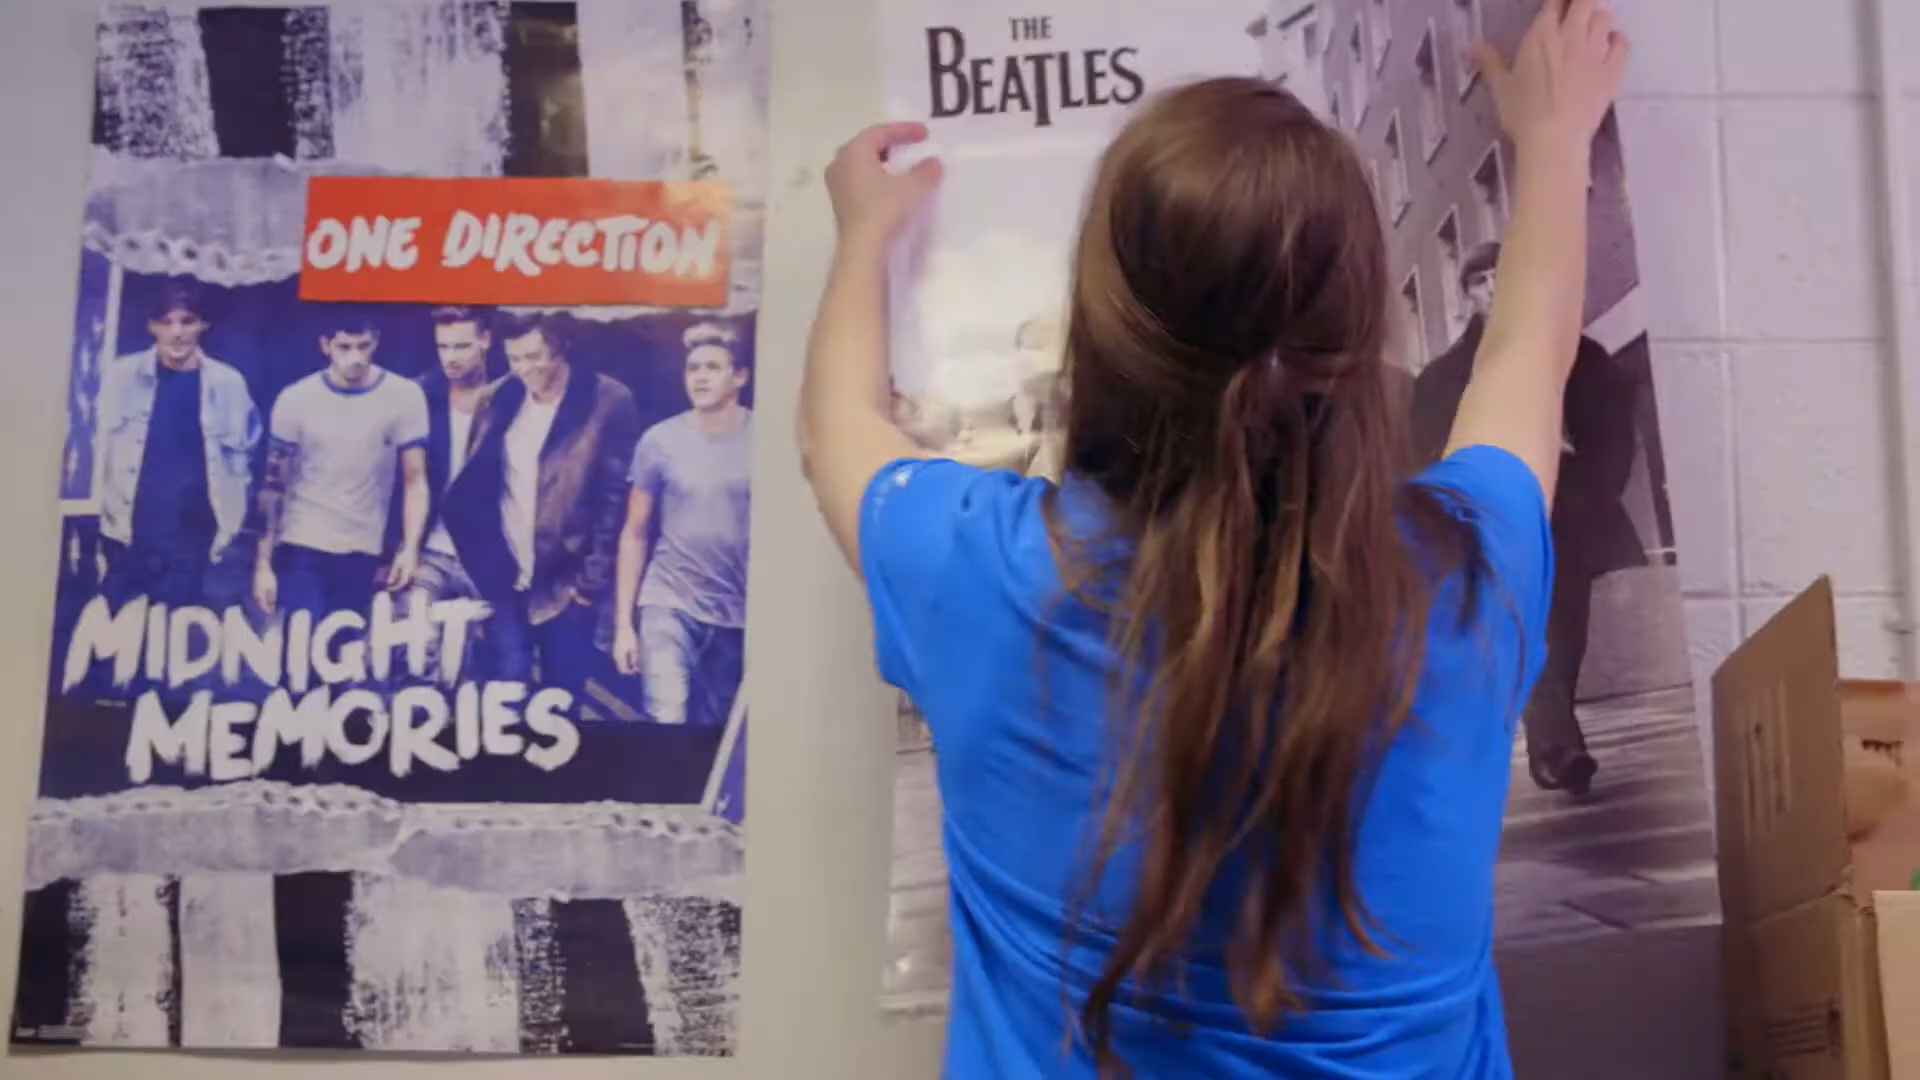 ONE DIRECTION
MIDNIGHT
MEMORIES
THE
BEATLES